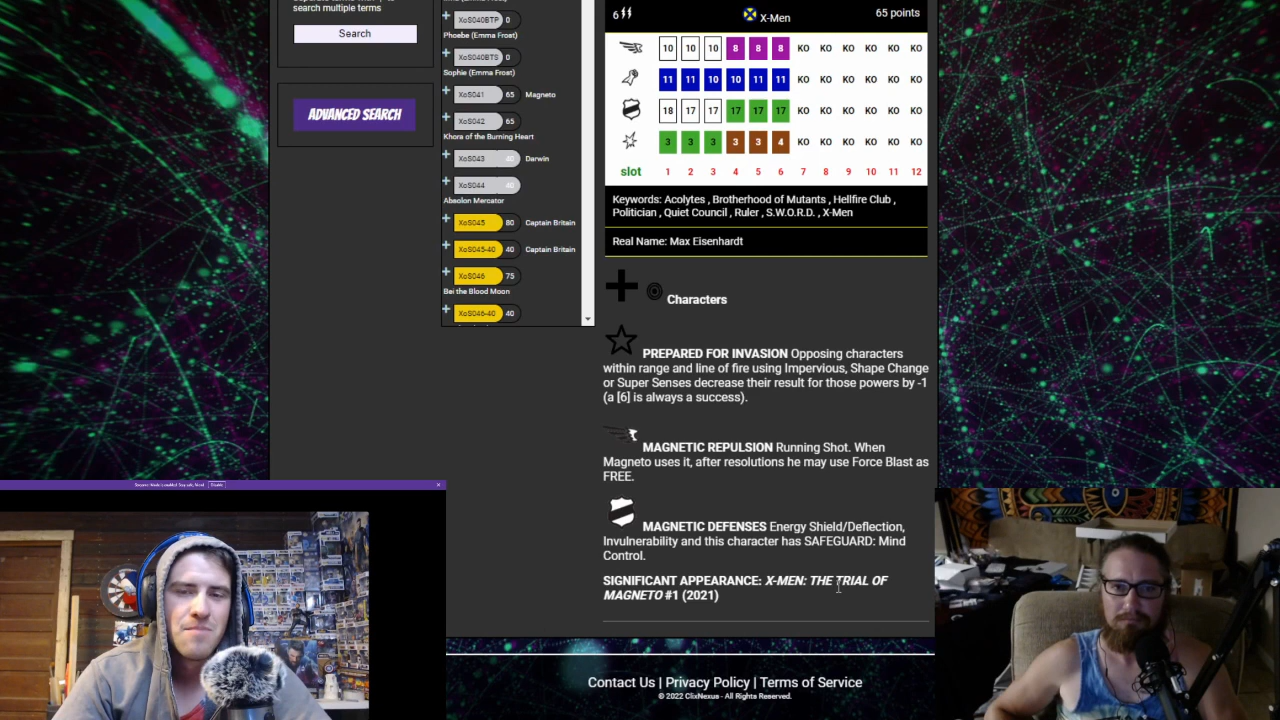 search multiple terms
Search
ADVANCED SEARCH
XoS040BTP 0
Phoebe (Emma Frost)
XoS040BTS 0
Sophie (Emma Frost)
XoS041 65 Magneto
XoS042 65
Khora of the Burning Heart
XoS043 40 Darwin
XoS044 40
Absolon Mercator
XoS045 80 Captain Britain
XoS045-40 40 Captain Britain
XoS046 75
Bei the Blood Moon
XoS046-40 40
6 X-Men 65 points
10 10 10 8 8 8 KO KO KO KO KO KO
11 11 10 10 11 11 KO KO KO KO KO KO
18 17 17 17 17 17 KO KO KO KO KO KO
3 3 3 3 3 4 KO KO KO KO KO KO
slot 1 2 3 4 5 6 7 8 9 10 11 12
Keywords: Acolytes , Brotherhood of Mutants , Hellfire Club ,
Politician , Quiet Council , Ruler , S.W.O.R.D. , X-Men
Real Name: Max Eisenhardt
Characters
PREPARED FOR INVASION Opposing characters
within range and line of fire using Impervious, Shape Change
or Super Senses decrease their result for those powers by -1
(a [6] is always a success).
MAGNETIC REPULSION Running Shot. When
Magneto uses it, after resolutions he may use Force Blast as
FREE.
MAGNETIC DEFENSES Energy Shield/Deflection,
Invulnerability and this character has SAFEGUARD: Mind
Control.
SIGNIFICANT APPEARANCE: X-MEN: THE TRIAL OF
MAGNETO #1 (2021)
Contact Us | Privacy Policy | Terms of Service
© 2022 ClixNexus - All Rights Reserved.